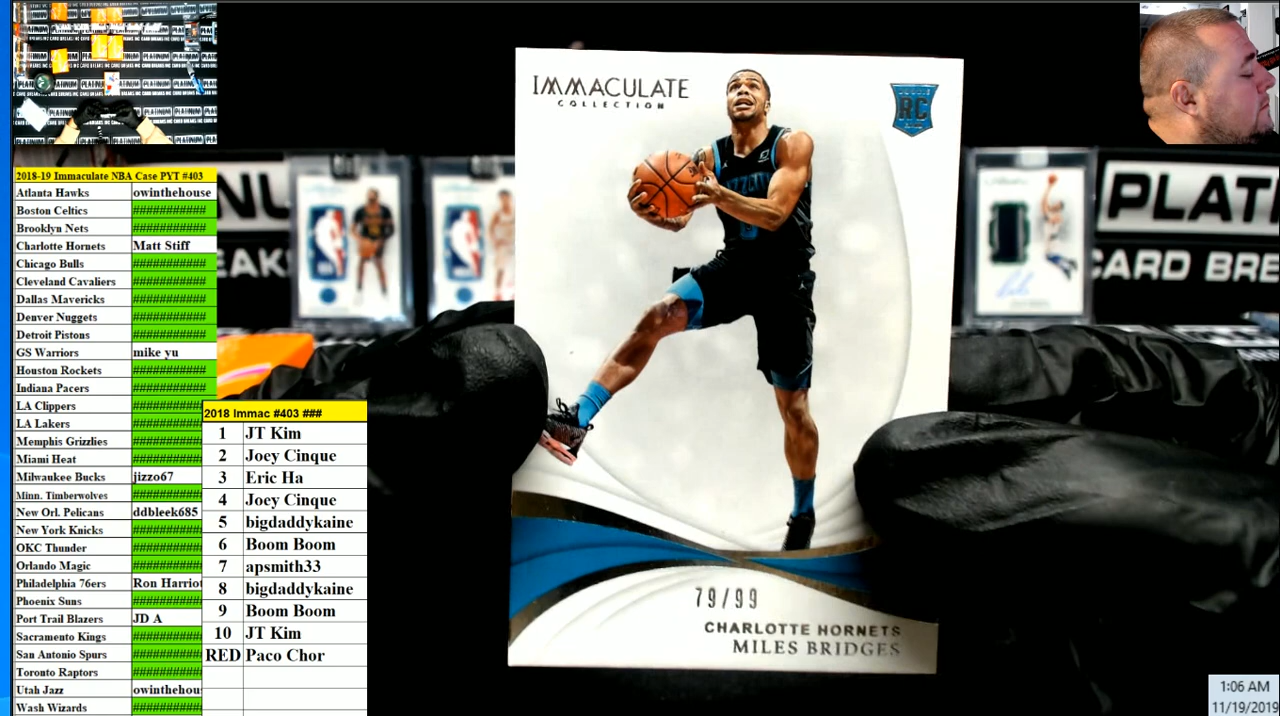 2018-19 Immaculate NBA Case PYT #403
Atlanta Hawks owinthehouse
Boston Celtics ###########
Brooklyn Nets ###########
Charlotte Hornets Matt Stiff
Chicago Bulls ###########
Cleveland Cavaliers ###########
Dallas Mavericks ###########
Denver Nuggets ###########
Detroit Pistons ###########
GS Warriors mike yu
Houston Rockets ###########
Indiana Pacers ###########
LA Clippers ###########
LA Lakers
Memphis Grizzlies
Miami Heat
Milwaukee Bucks jizzo67
Minn. Timberwolves
New Orl. Pelicans ddbleek685
New York Knicks
OKC Thunder
Orlando Magic
Philadelphia 76ers Ron Harriot
Phoenix Suns
Port Trail Blazers JD A
Sacramento Kings
San Antonio Spurs
Toronto Raptors
Utah Jazz owinthehou
Wash Wizards
2018 Immac #403 ###
1 JT Kim
2 Joey Cinque
3 Eric Ha
4 Joey Cinque
5 bigdaddykaine
6 Boom Boom
7 apsmith33
8 bigdaddykaine
9 Boom Boom
10 JT Kim
RED Paco Chor
IMMACULATE
COLLECTION
RC
79/99
CHARLOTTE HORNETS
MILES BRIDGES
PLATI
CARD BRE
1:06 AM
11/19/2019